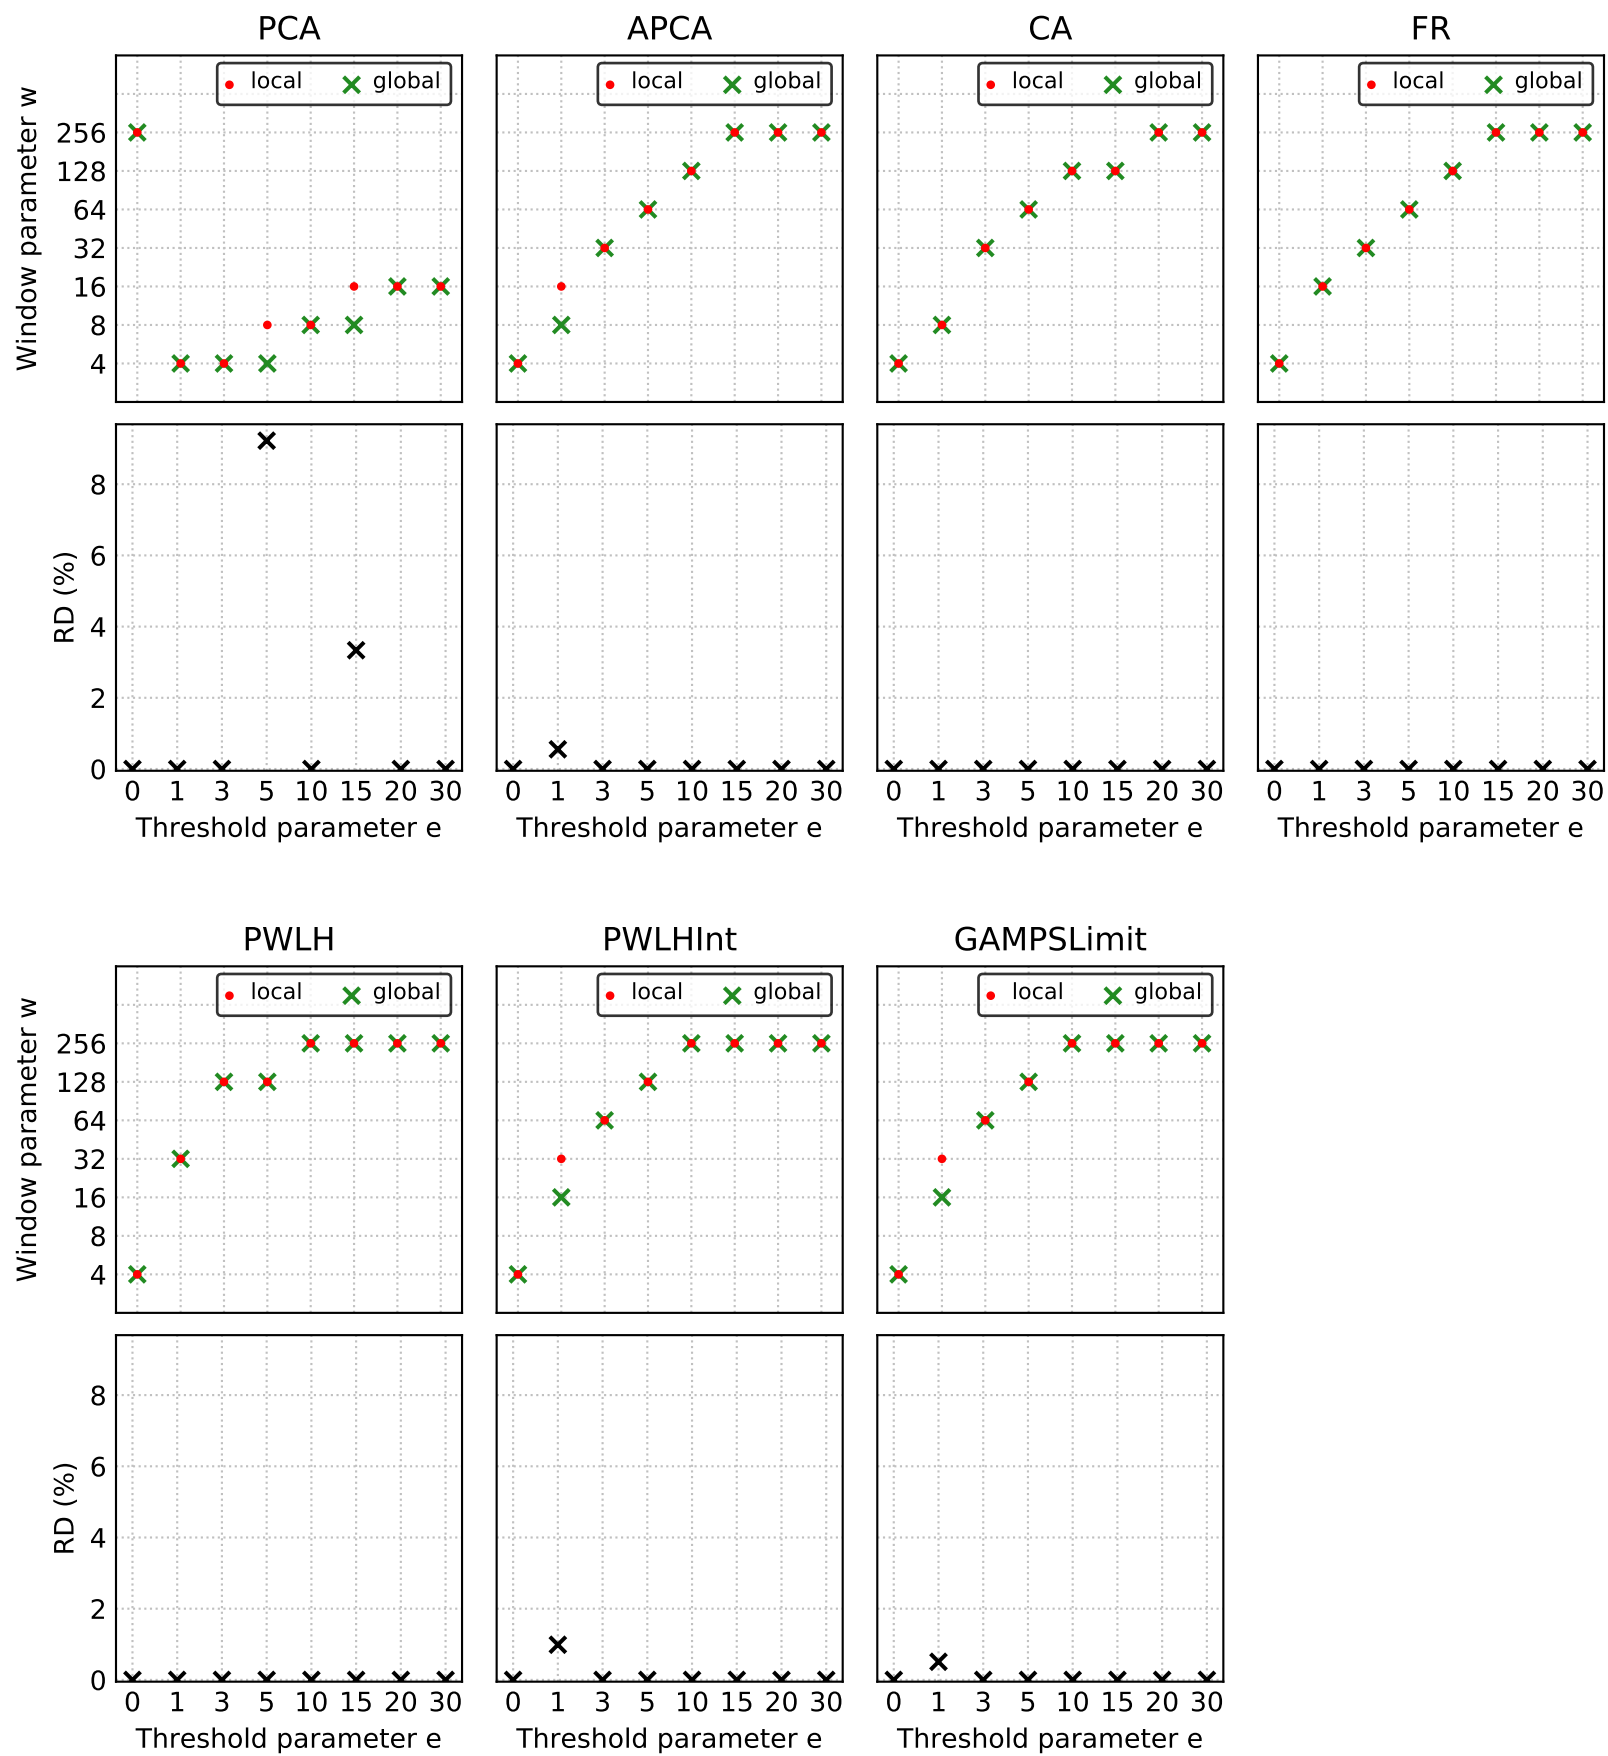 PCA APCA CA FR
local global local global local global local global
Window parameter w
256
128
64
32
16
8
4
RD (%)
8
6
4
2
0
0 1 3 5 10 15 20 30 0 1 3 5 10 15 20 30 0 1 3 5 10 15 20 30 0 1 3 5 10 15 20 30
Threshold parameter e Threshold parameter e Threshold parameter e Threshold parameter e
PWLH PWLHInt GAMPSLimit
local global local global local global
Window parameter w
256
128
64
32
16
8
4
RD (%)
8
6
4
2
0
0 1 3 5 10 15 20 30 0 1 3 5 10 15 20 30 0 1 3 5 10 15 20 30
Threshold parameter e Threshold parameter e Threshold parameter e